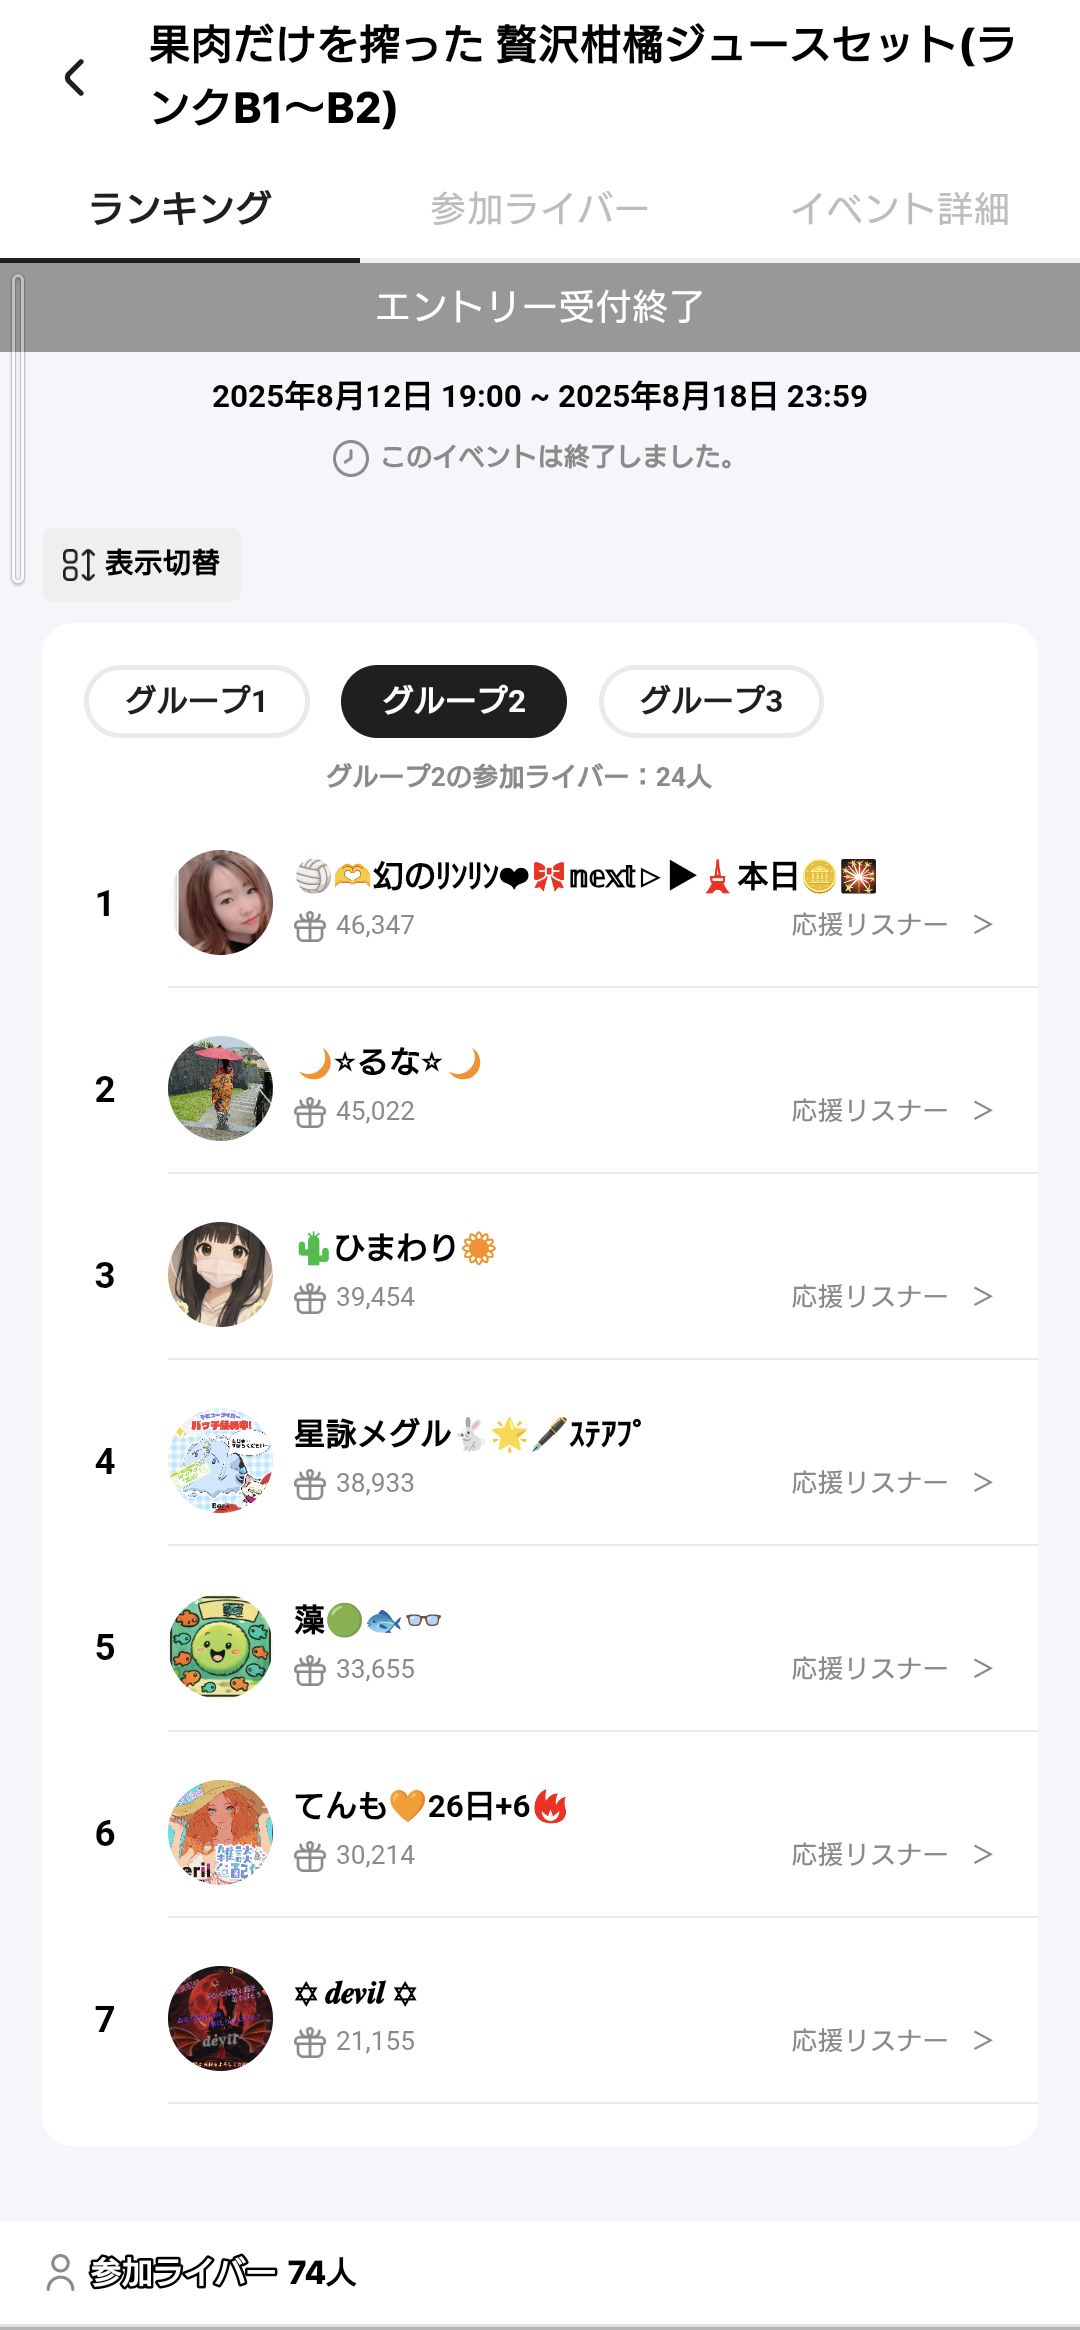 果肉だけを搾った 贅沢柑橘ジュースセット(ラ
ンクB1〜B2)
ランキング 参加ライバー イベント詳細
エントリー受付終了
2025年8月12日 19:00 ~ 2025年8月18日 23:59
このイベントは終了しました。
表示切替
グループ1 グループ2 グループ3
グループ2の参加ライバー：24人
1
🏐🫶幻のﾘﾝﾘﾝ❤🎀𝕟𝕖𝕩𝕥▷▶🗼本日🪙🎇
46,347 応援リスナー >
2
🌙⭐︎るな⭐︎🌙
45,022 応援リスナー >
3
🌵ひまわり🌼
39,454 応援リスナー >
4
星詠メグル🐇🌟🖋ｽﾃｱﾌﾟ
38,933 応援リスナー >
5
藻🟢🐟👓
33,655 応援リスナー >
6
てんも🧡26日+6🔥
30,214 応援リスナー >
雑談
配信
7
✡ 𝒅𝒆𝒗𝒊𝒍 ✡
21,155 応援リスナー >
devil
参加ライバー 74人